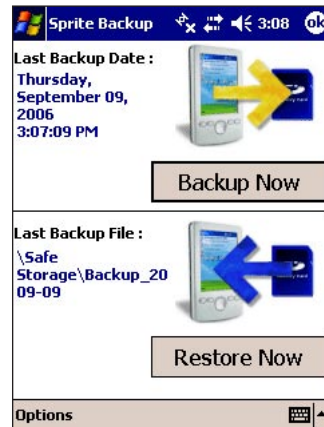 Sprite Backup 3:08 ok
Last Backup Date :
Thursday,
September 09,
2006
3:07:09 PM
Backup Now
Last Backup File :
\Safe
Storage\Backup_20
09-09
Restore Now
Options